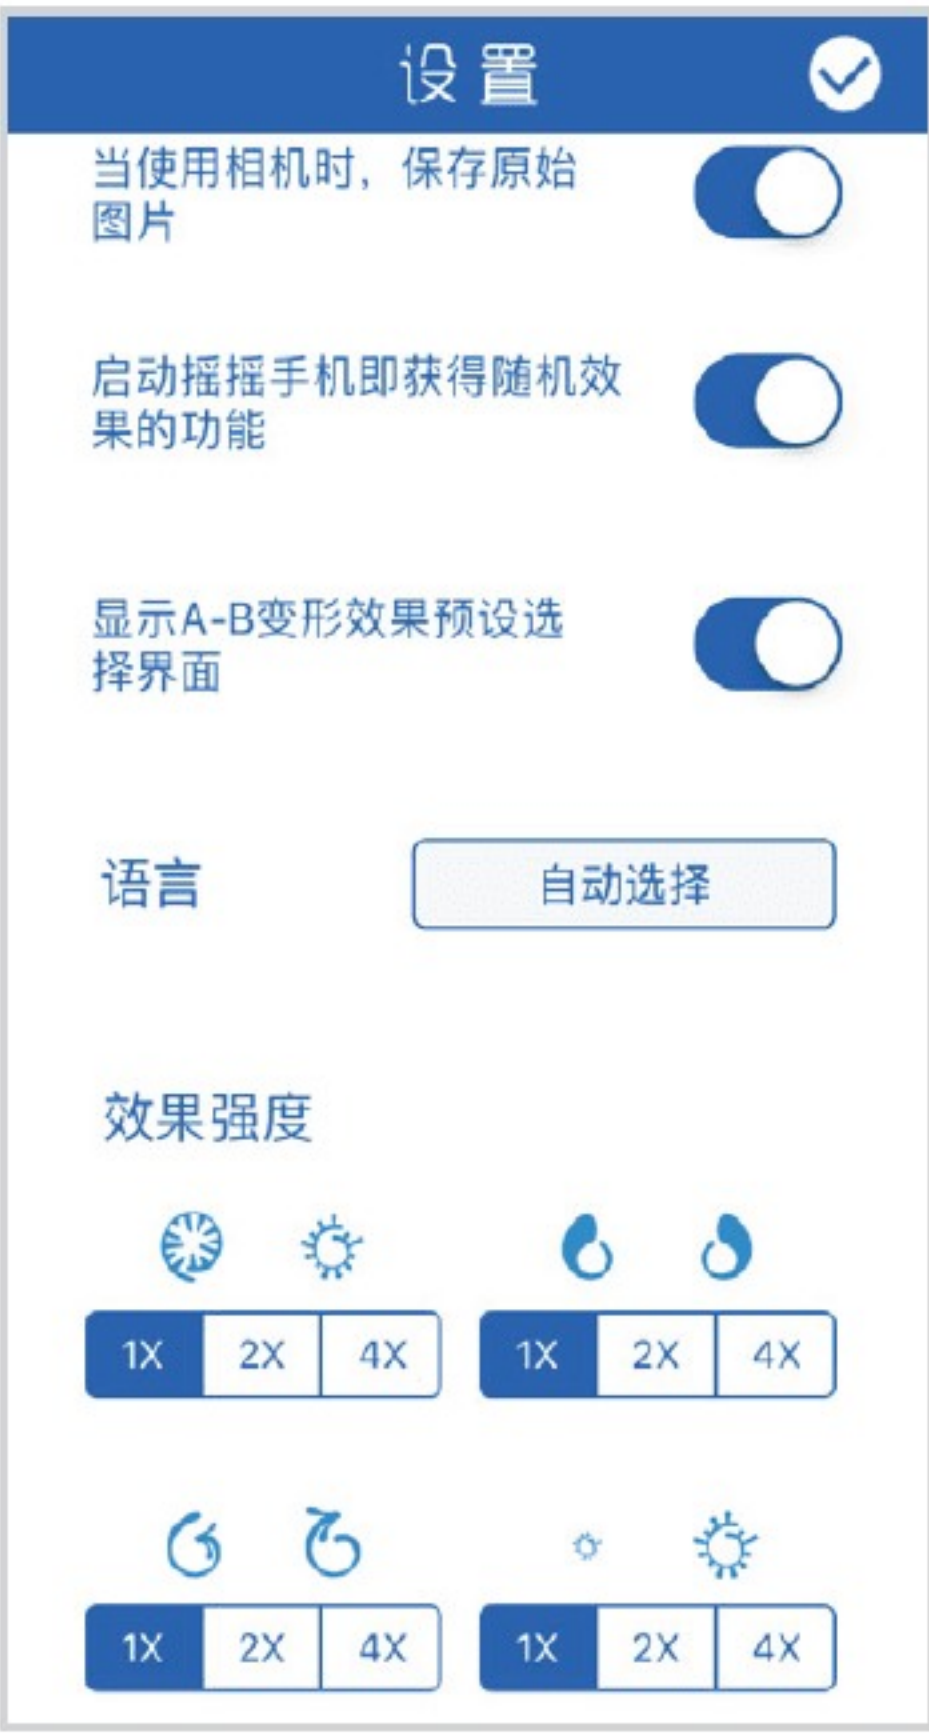 设置
当使用相机时，保存原始
图片
启动摇摇手机即获得随机效
果的功能
显示A-B变形效果预设选
择界面
语言 自动选择
效果强度
1X 2X 4X 1X 2X 4X
1X 2X 4X 1X 2X 4X